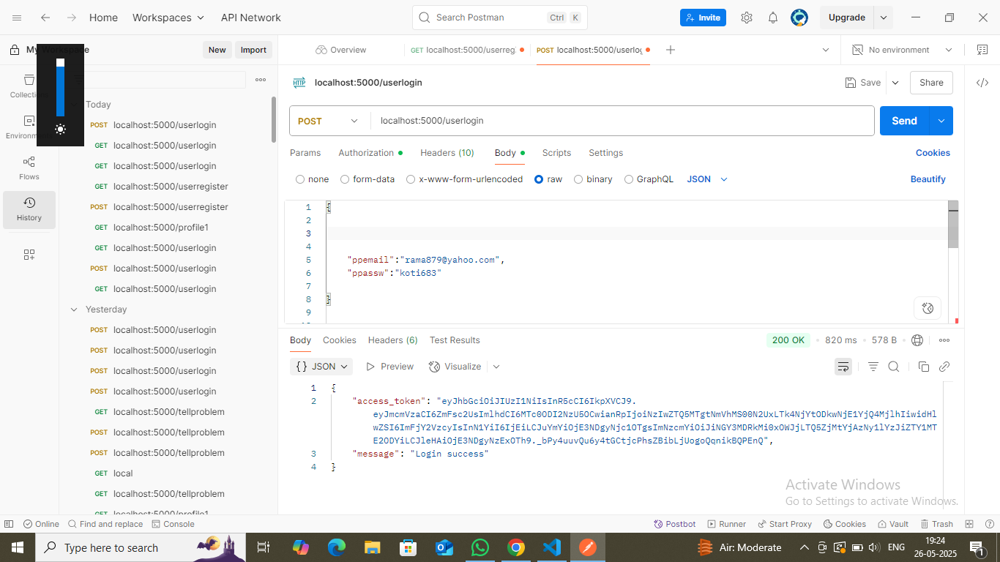 Home
Workspaces
API Network
Search Postman
Ctrl
K
Invite
Upgrade
My Workspace
New
Import
Overview
GET localhost:5000/userreg
POST localhost:5000/userlog
No environment
Collections
Environments
Flows
History
Today
POST localhost:5000/userlogin
GET localhost:5000/userlogin
GET localhost:5000/userlogin
GET localhost:5000/userregister
POST localhost:5000/userregister
GET localhost:5000/profile1
GET localhost:5000/userlogin
POST localhost:5000/userlogin
GET localhost:5000/userlogin
Yesterday
POST localhost:5000/userlogin
POST localhost:5000/userlogin
POST localhost:5000/userlogin
POST localhost:5000/userlogin
GET localhost:5000/tellproblem
POST localhost:5000/tellproblem
POST localhost:5000/tellproblem
GET local
GET localhost:5000/tellproblem
GET localhost:5000/profile1
HTTP
localhost:5000/userlogin
Save
Share
POST
localhost:5000/userlogin
Send
Params
Authorization
Headers (10)
Body
Scripts
Settings
Cookies
none
form-data
x-www-form-urlencoded
raw
binary
GraphQL
JSON
Beautify
1 {
2
3
4
5 "ppemail":"rama879@yahoo.com",
6 "ppassw":"koti683"
7
8 }
9
Body
Cookies
Headers (6)
Test Results
200 OK
820 ms
578 B
{} JSON
Preview
Visualize
1 {
2 "access_token": "eyJhbGciOiJIUzI1NiIsInR5cCI6IkpXVCJ9.
eyJmcmVzaCI6ZmFsc2UsImlhdCI6MTc0ODI2NzU5OCwianRpIjoiNzIwZTQ5MTgtNmVhMS00N2UxLTk4NjYtODkwNjE1YjQ4MjlhIiwidHl
wZSI6ImFjY2VzcyIsInN1YiI6IjEiLCJuYmYiOjE3NDgyNjc1OTgsImNzcmYiOiJiNGY3MDRkMi0xOWJjLTQ5ZjMtYjAzNy1lYzJiZTY1MT
E2ODYiLCJleHAiOjE3NDgyNzExOTh9._bPy4uuvQu6y4tGCtjcPhsZBibLjUogoQqnikBQPEnQ",
3 "message": "Login success"
4 }
Activate Windows
Go to Settings to activate Windows.
Online
Find and replace
Console
Postbot
Runner
Start Proxy
Cookies
Vault
Trash
Type here to search
Air: Moderate
ENG
19:24
26-05-2025
1